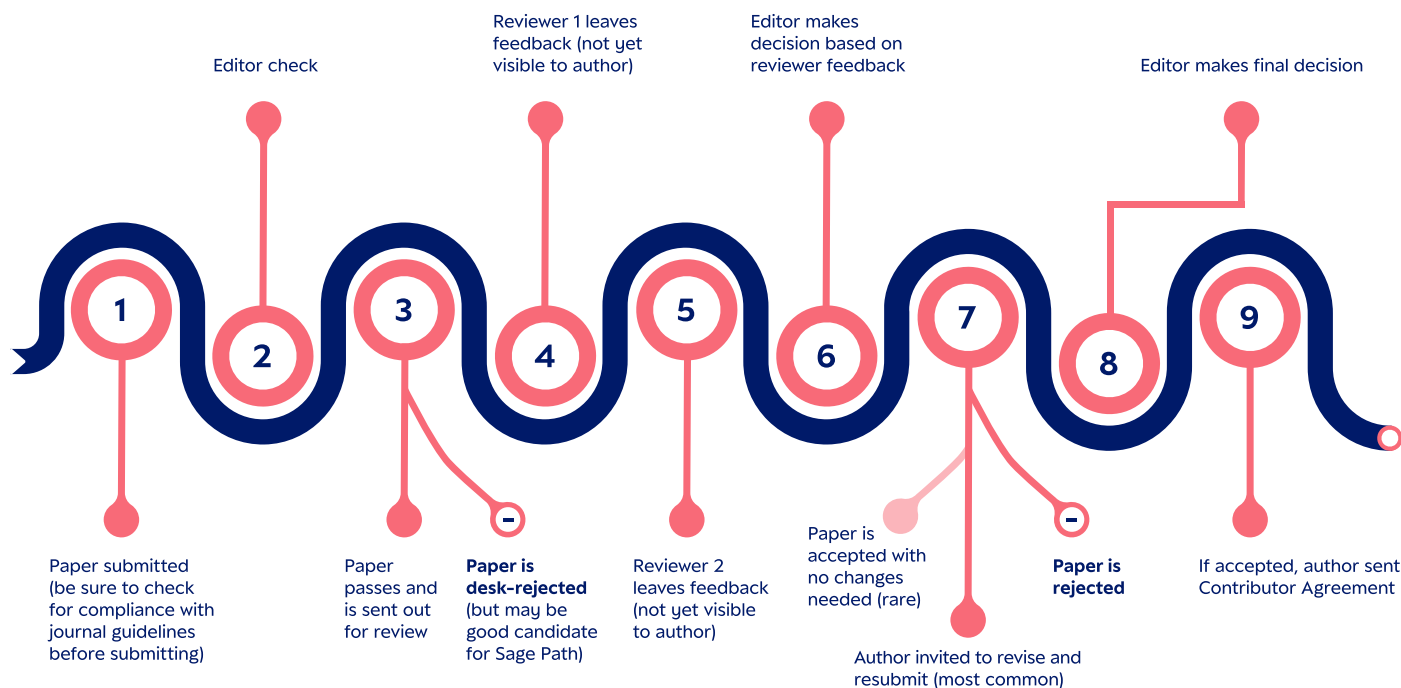 Reviewer 1 leaves
feedback (not yet
visible to author)
Editor makes
decision based on
reviewer feedback
Editor check
Editor makes final decision
1
2
3
4
5
6
7
8
9
Paper submitted
(be sure to check
for compliance with
journal guidelines
before submitting)
Paper
passes and
is sent out
for review
-
Paper is
desk-rejected
(but may be
good candidate
for Sage Path)
Reviewer 2
leaves feedback
(not yet visible
to author)
Paper is
accepted with
no changes
needed (rare)
Author invited to revise and
resubmit (most common)
-
Paper is
rejected
If accepted, author sent
Contributor Agreement